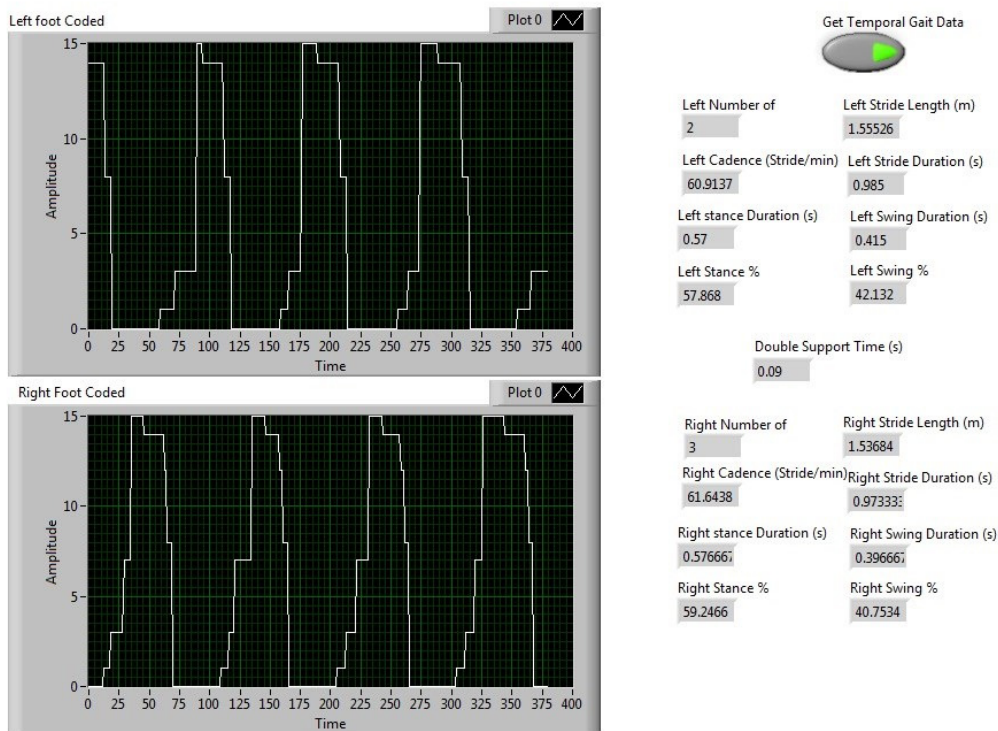 Left foot Coded
Plot 0
Amplitude
15
10
5
0
0 25 50 75 100 125 150 175 200 225 250 275 300 325 350 375 400
Time
Right Foot Coded
Plot 0
Amplitude
15
10
5
0
0 25 50 75 100 125 150 175 200 225 250 275 300 325 350 375 400
Time
Get Temporal Gait Data
Left Number of
2
Left Stride Length (m)
1.55526
Left Cadence (Stride/min)
60.9137
Left Stride Duration (s)
0.985
Left stance Duration (s)
0.57
Left Swing Duration (s)
0.415
Left Stance %
57.868
Left Swing %
42.132
Double Support Time (s)
0.09
Right Number of
3
Right Stride Length (m)
1.53684
Right Cadence (Stride/min)
61.6438
Right Stride Duration (s)
0.973333
Right stance Duration (s)
0.576667
Right Swing Duration (s)
0.396667
Right Stance %
59.2466
Right Swing %
40.7534